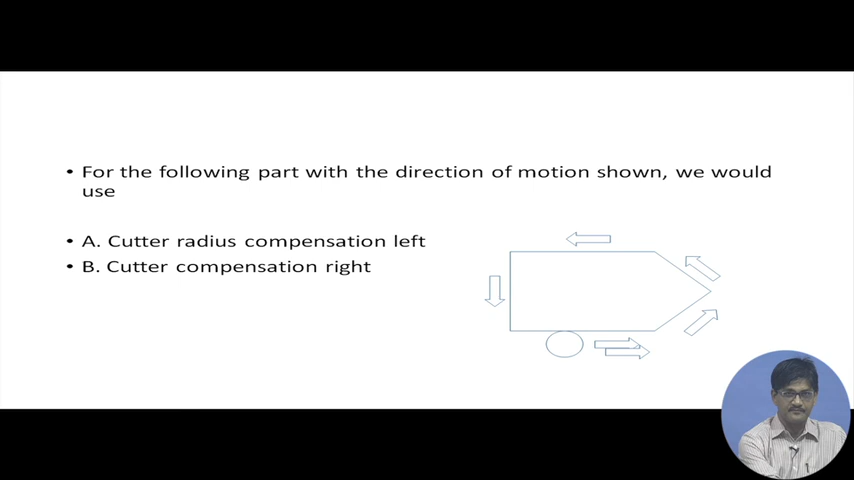 • For the following part with the direction of motion shown, we would
use
• A. Cutter radius compensation left
• B. Cutter compensation right